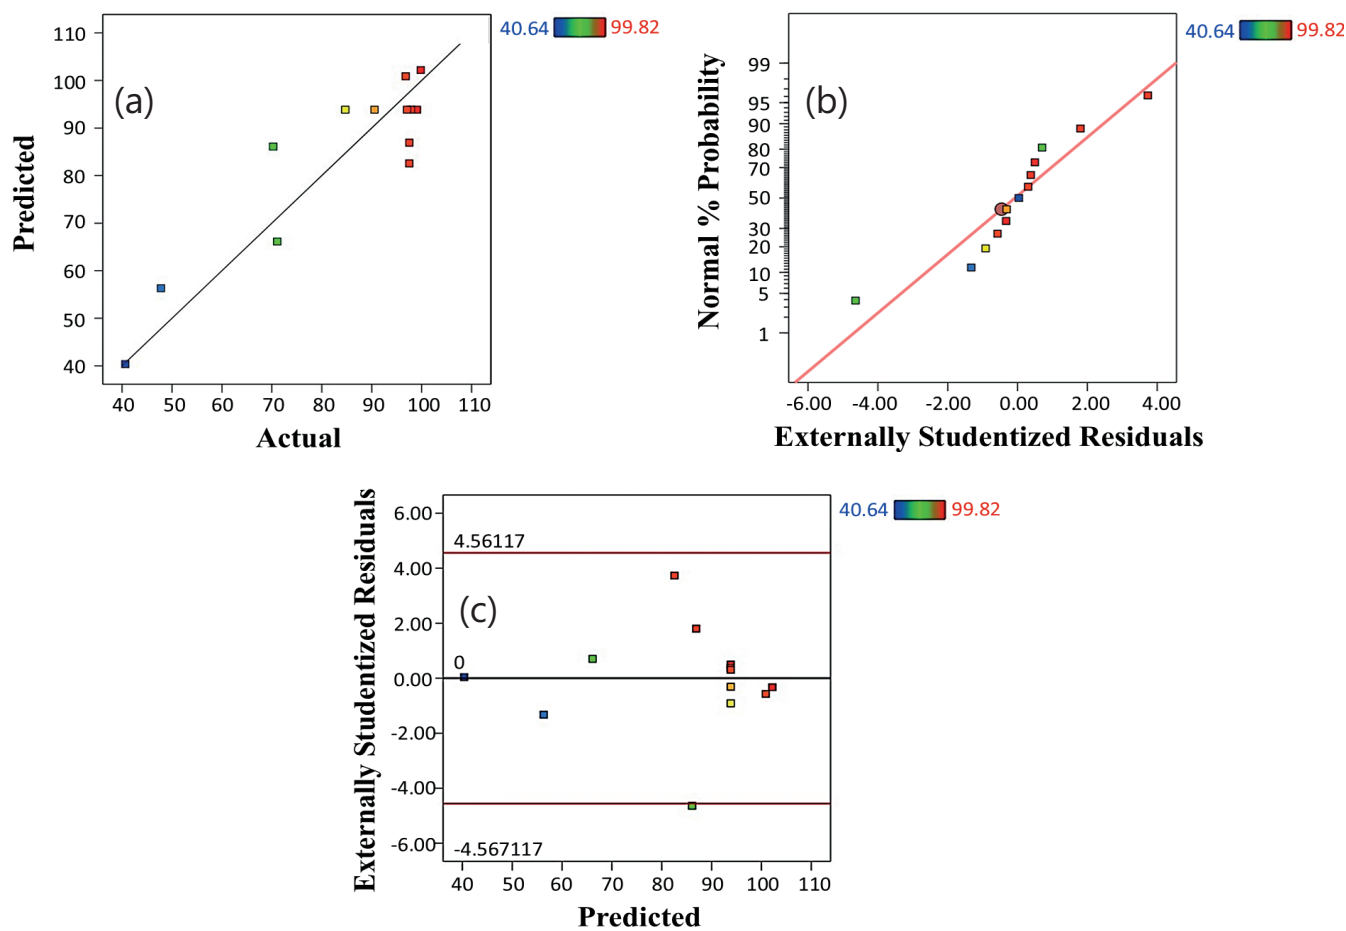 40.64 99.82
(a)
Predicted
110
100
90
80
70
60
50
40
40 50 60 70 80 90 100 110
Actual
40.64 99.82
(b)
Normal % Probability
99
95
90
80
70
50
30
20
10
5
1
-6.00 -4.00 -2.00 0.00 2.00 4.00
Externally Studentized Residuals
40.64 99.82
(c)
Externally Studentized Residuals
6.00
4.00
2.00
0.00
-2.00
-4.00
-6.00
4.56117
0
-4.567117
40 50 60 70 80 90 100 110
Predicted